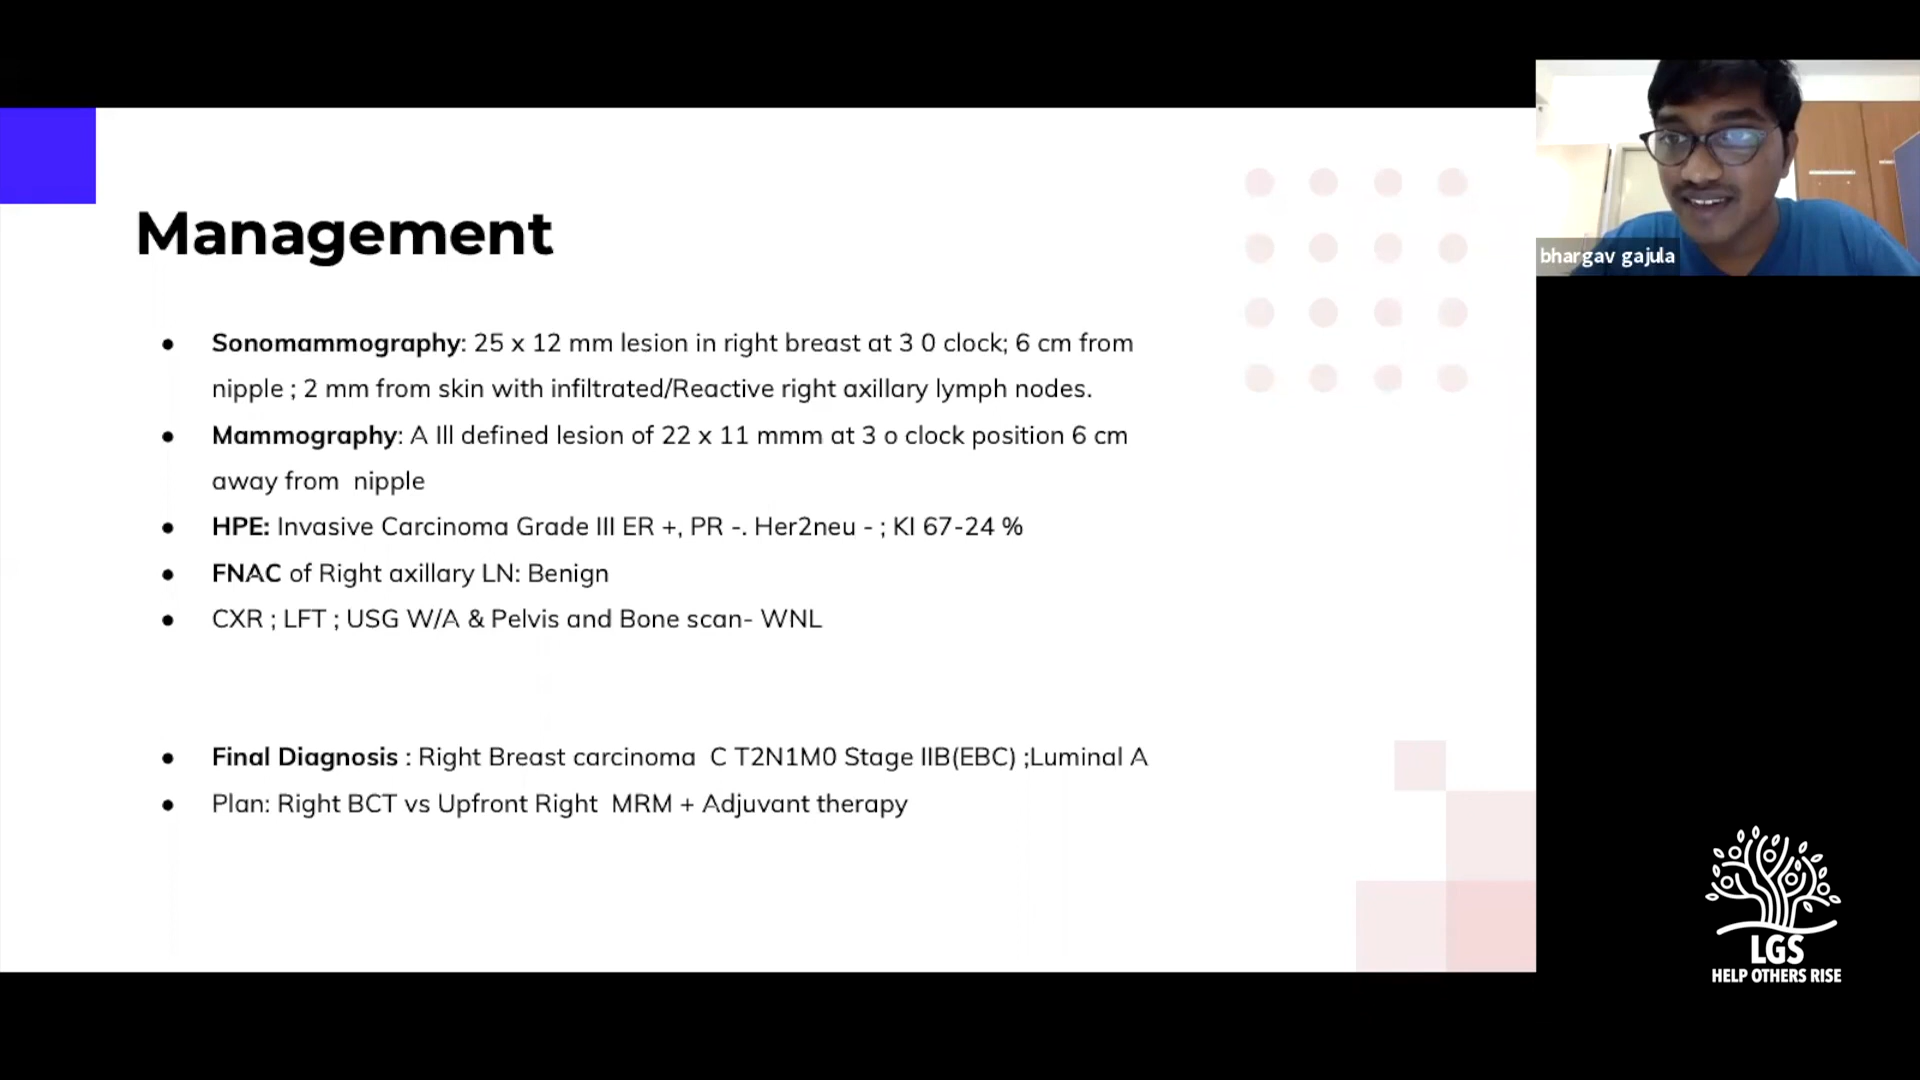 Management
● Sonomammography: 25 x 12 mm lesion in right breast at 3 0 clock; 6 cm from
nipple ; 2 mm from skin with infiltrated/Reactive right axillary lymph nodes.
● Mammography: A Ill defined lesion of 22 x 11 mmm at 3 o clock position 6 cm
away from nipple
● HPE: Invasive Carcinoma Grade III ER +, PR -. Her2neu - ; KI 67-24 %
● FNAC of Right axillary LN: Benign
● CXR ; LFT ; USG W/A & Pelvis and Bone scan- WNL
● Final Diagnosis : Right Breast carcinoma C T2N1M0 Stage IIB(EBC) ;Luminal A
● Plan: Right BCT vs Upfront Right MRM + Adjuvant therapy
bhargav gajula
LGS
HELP OTHERS RISE